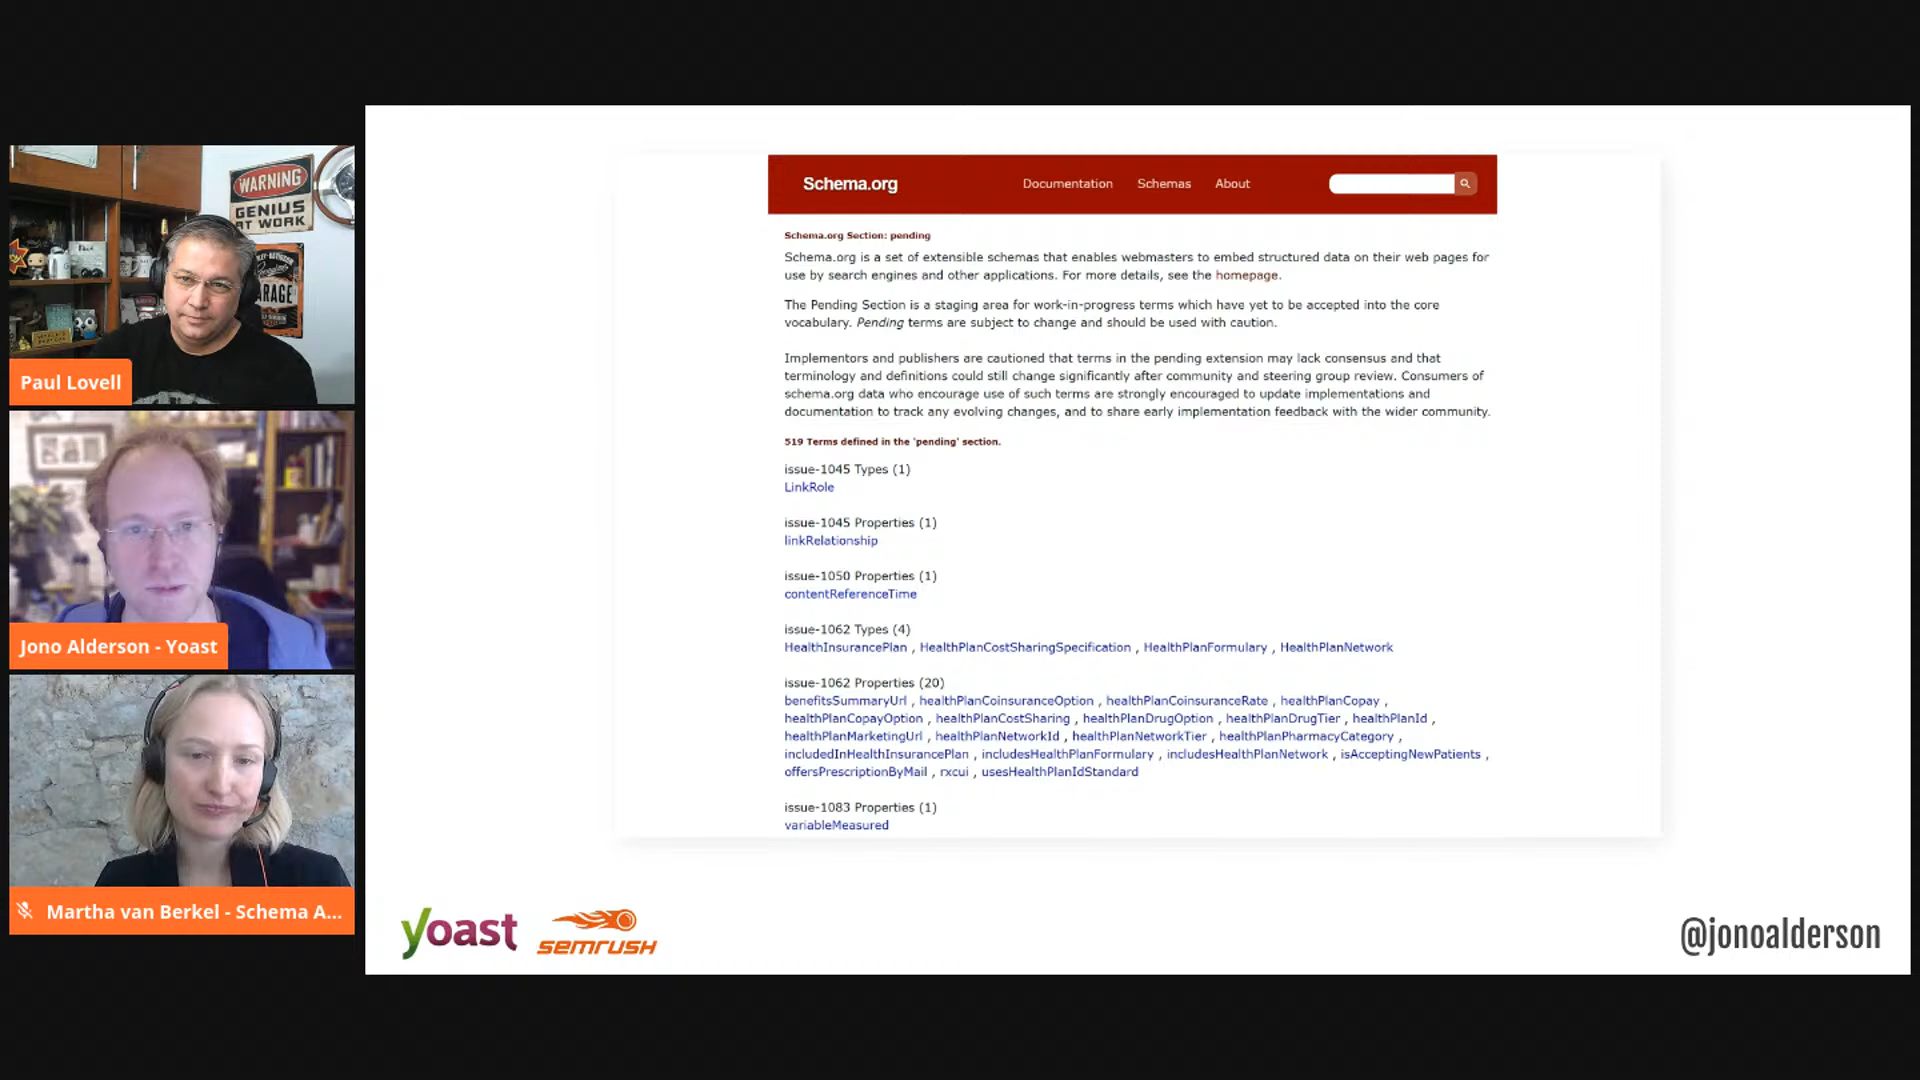 WARNING
GENIUS
AT WORK
Paul Lovell
Jono Alderson - Yoast
Martha van Berkel - Schema A...
Schema.org
Documentation
Schemas
About
Schema.org Section: pending
Schema.org is a set of extensible schemas that enables webmasters to embed structured data on their web pages for
use by search engines and other applications. For more details, see the homepage.
The Pending Section is a staging area for work-in-progress terms which have yet to be accepted into the core
vocabulary. Pending terms are subject to change and should be used with caution.
Implementors and publishers are cautioned that terms in the pending extension may lack consensus and that
terminology and definitions could still change significantly after community and steering group review. Consumers of
schema.org data who encourage use of such terms are strongly encouraged to update implementations and
documentation to track any evolving changes, and to share early implementation feedback with the wider community.
519 Terms defined in the 'pending' section.
issue-1045 Types (1)
LinkRole
issue-1045 Properties (1)
linkRelationship
issue-1050 Properties (1)
contentReferenceTime
issue-1062 Types (4)
HealthInsurancePlan , HealthPlanCostSharingSpecification , HealthPlanFormulary , HealthPlanNetwork
issue-1062 Properties (20)
benefitsSummaryUrl , healthPlanCoinsuranceOption , healthPlanCoinsuranceRate , healthPlanCopay ,
healthPlanCopayOption , healthPlanCostSharing , healthPlanDrugOption , healthPlanDrugTier , healthPlanId ,
healthPlanMarketingUrl , healthPlanNetworkId , healthPlanNetworkTier , healthPlanPharmacyCategory ,
includedInHealthInsurancePlan , includesHealthPlanFormulary , includesHealthPlanNetwork , isAcceptingNewPatients ,
offersPrescriptionByMail , rxcui , usesHealthPlanIdStandard
issue-1083 Properties (1)
variableMeasured
yoast
SEMRUSH
@jonoalderson